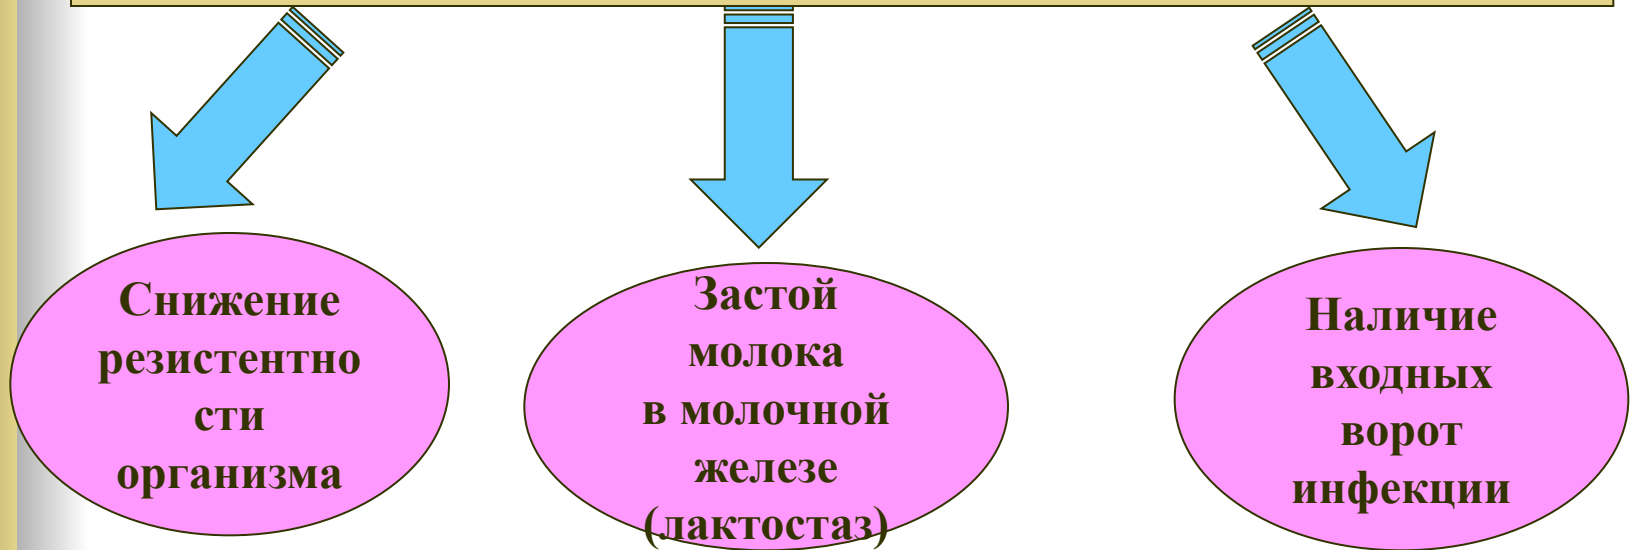 Снижение
резистентно
сти
организма
Застой
молока
в молочной
железе
(лактостаз)
Наличие
входных
ворот
инфекции